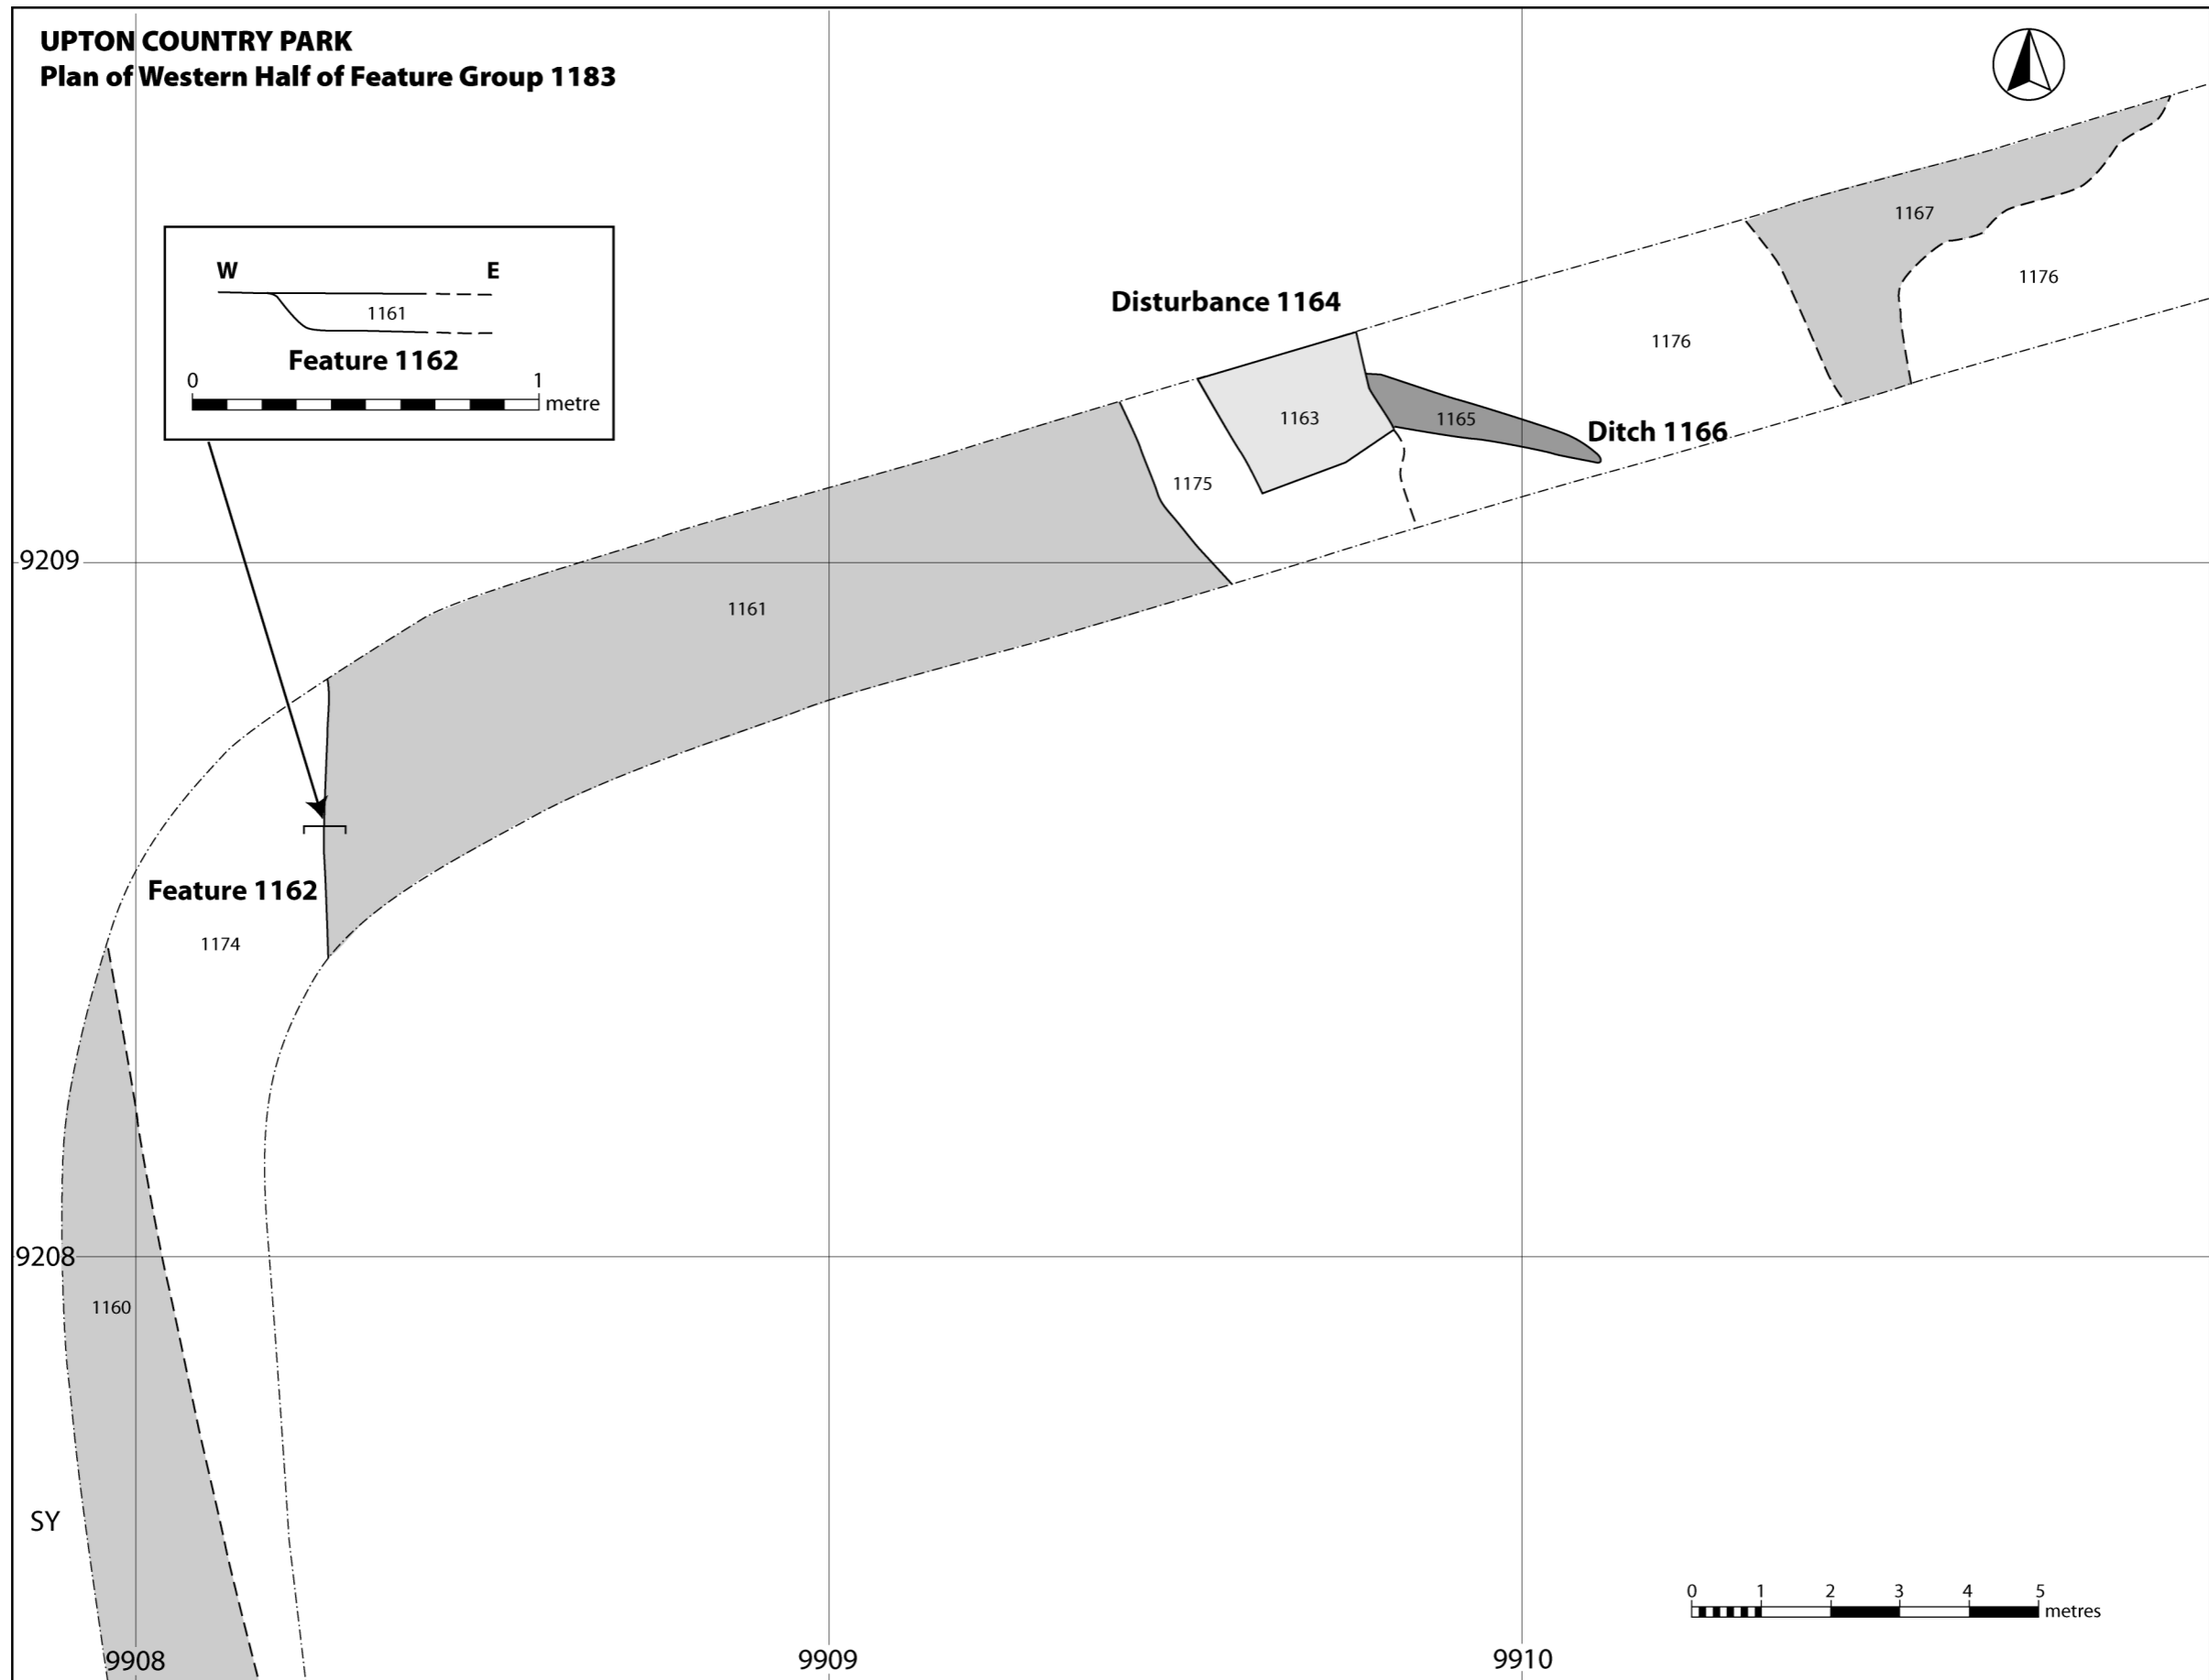 UPTON COUNTRY PARK
Plan of Western Half of Feature Group 1183
W E
1161
Feature 1162
0 1
metre
1167
1176
Disturbance 1164
1176
1163
1165
Ditch 1166
1175
9209
1161
Feature 1162
1174
9208
1160
SY
0 1 2 3 4 5
metres
9908 9909 9910